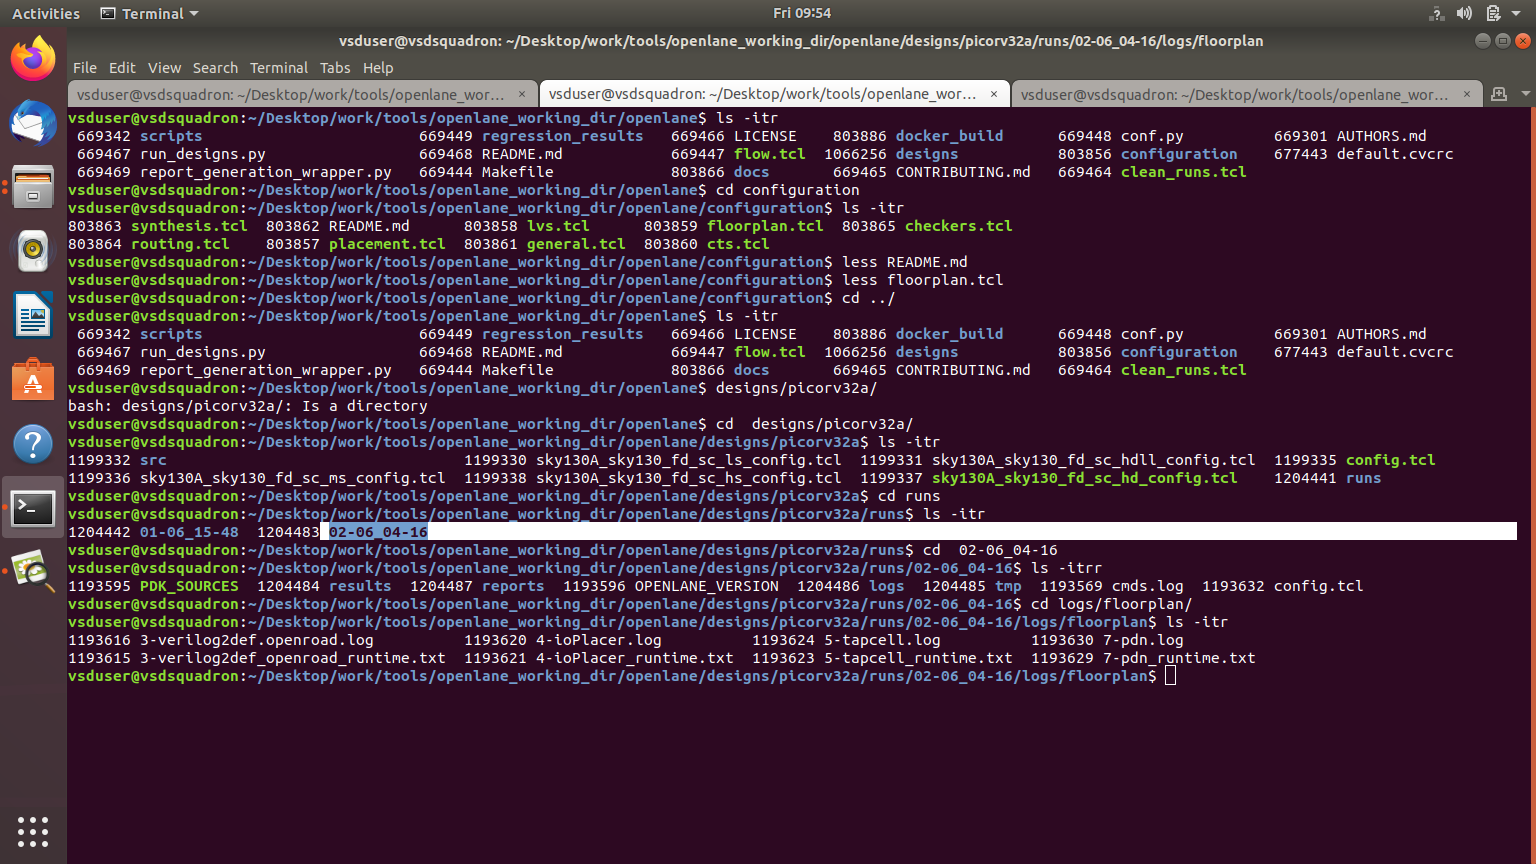 Activities Terminal Fri 09:54
vsduser@vsdsquadron: ~/Desktop/work/tools/openlane_working_dir/openlane/designs/picorv32a/runs/02-06_04-16/logs/floorplan
File Edit View Search Terminal Tabs Help
vsduser@vsdsquadron: ~/Desktop/work/tools/openlane_wor... × vsduser@vsdsquadron: ~/Desktop/work/tools/openlane_wor... × vsduser@vsdsquadron: ~/Desktop/work/tools/openlane_wor... ×
vsduser@vsdsquadron:~/Desktop/work/tools/openlane_working_dir/openlane$ ls -itr
669342 scripts 669449 regression_results 669466 LICENSE 803886 docker_build 669448 conf.py 669301 AUTHORS.md
669467 run_designs.py 669468 README.md 669447 flow.tcl 1066256 designs 803856 configuration 677443 default.cvcrc
669469 report_generation_wrapper.py 669444 Makefile 803866 docs 669465 CONTRIBUTING.md 669464 clean_runs.tcl
vsduser@vsdsquadron:~/Desktop/work/tools/openlane_working_dir/openlane$ cd configuration
vsduser@vsdsquadron:~/Desktop/work/tools/openlane_working_dir/openlane/configuration$ ls -itr
803863 synthesis.tcl 803862 README.md 803858 lvs.tcl 803859 floorplan.tcl 803865 checkers.tcl
803864 routing.tcl 803857 placement.tcl 803861 general.tcl 803860 cts.tcl
vsduser@vsdsquadron:~/Desktop/work/tools/openlane_working_dir/openlane/configuration$ less README.md
vsduser@vsdsquadron:~/Desktop/work/tools/openlane_working_dir/openlane/configuration$ less floorplan.tcl
vsduser@vsdsquadron:~/Desktop/work/tools/openlane_working_dir/openlane/configuration$ cd ../
vsduser@vsdsquadron:~/Desktop/work/tools/openlane_working_dir/openlane$ ls -itr
669342 scripts 669449 regression_results 669466 LICENSE 803886 docker_build 669448 conf.py 669301 AUTHORS.md
669467 run_designs.py 669468 README.md 669447 flow.tcl 1066256 designs 803856 configuration 677443 default.cvcrc
669469 report_generation_wrapper.py 669444 Makefile 803866 docs 669465 CONTRIBUTING.md 669464 clean_runs.tcl
vsduser@vsdsquadron:~/Desktop/work/tools/openlane_working_dir/openlane$ designs/picorv32a/
bash: designs/picorv32a/: Is a directory
vsduser@vsdsquadron:~/Desktop/work/tools/openlane_working_dir/openlane$ cd  designs/picorv32a/
vsduser@vsdsquadron:~/Desktop/work/tools/openlane_working_dir/openlane/designs/picorv32a$ ls -itr
1199332 src 1199330 sky130A_sky130_fd_sc_ls_config.tcl 1199331 sky130A_sky130_fd_sc_hdll_config.tcl 1199335 config.tcl
1199336 sky130A_sky130_fd_sc_ms_config.tcl 1199338 sky130A_sky130_fd_sc_hs_config.tcl 1199337 sky130A_sky130_fd_sc_hd_config.tcl 1204441 runs
vsduser@vsdsquadron:~/Desktop/work/tools/openlane_working_dir/openlane/designs/picorv32a$ cd runs
vsduser@vsdsquadron:~/Desktop/work/tools/openlane_working_dir/openlane/designs/picorv32a/runs$ ls -itr
1204442 01-06_15-48 1204483 02-06_04-16
vsduser@vsdsquadron:~/Desktop/work/tools/openlane_working_dir/openlane/designs/picorv32a/runs$ cd  02-06_04-16
vsduser@vsdsquadron:~/Desktop/work/tools/openlane_working_dir/openlane/designs/picorv32a/runs/02-06_04-16$ ls -itrr
1193595 PDK_SOURCES 1204484 results 1204487 reports 1193596 OPENLANE_VERSION 1204486 logs 1204485 tmp 1193569 cmds.log 1193632 config.tcl
vsduser@vsdsquadron:~/Desktop/work/tools/openlane_working_dir/openlane/designs/picorv32a/runs/02-06_04-16$ cd logs/floorplan/
vsduser@vsdsquadron:~/Desktop/work/tools/openlane_working_dir/openlane/designs/picorv32a/runs/02-06_04-16/logs/floorplan$ ls -itr
1193616 3-verilog2def.openroad.log 1193620 4-ioPlacer.log 1193624 5-tapcell.log 1193630 7-pdn.log
1193615 3-verilog2def_openroad_runtime.txt 1193621 4-ioPlacer_runtime.txt 1193623 5-tapcell_runtime.txt 1193629 7-pdn_runtime.txt
vsduser@vsdsquadron:~/Desktop/work/tools/openlane_working_dir/openlane/designs/picorv32a/runs/02-06_04-16/logs/floorplan$